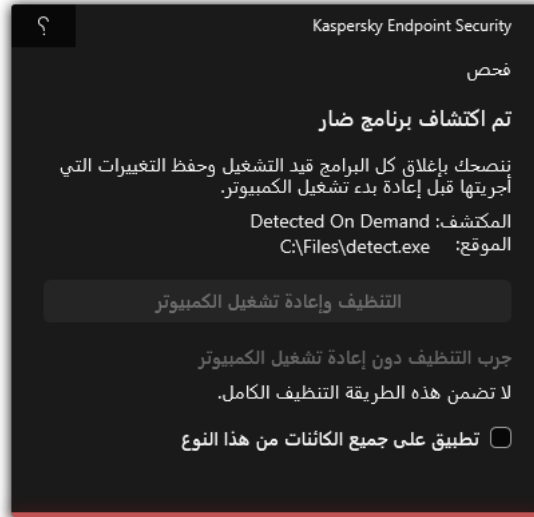 ؟
Kaspersky Endpoint Security
فحص
تم اكتشاف برنامج ضار
ننصحك بإغلاق كل البرامج قيد التشغيل وحفظ التغييرات التي
أجريتها قبل إعادة بدء تشغيل الكمبيوتر.
المكتشف: Detected On Demand
الموقع: C:\Files\detect.exe
التنظيف وإعادة تشغيل الكمبيوتر
جرب التنظيف دون إعادة تشغيل الكمبيوتر
لا تضمن هذه الطريقة التنظيف الكامل.
تطبيق على جميع الكائنات من هذا النوع